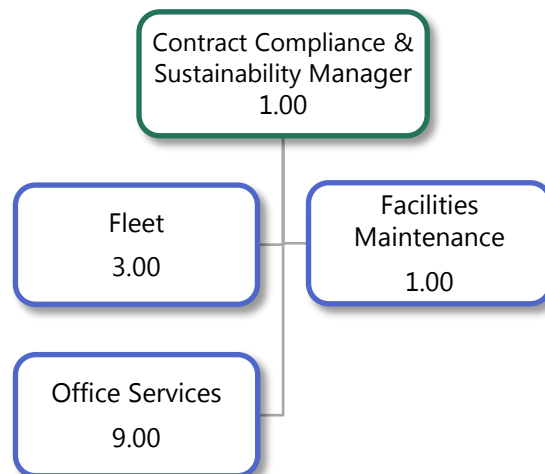 Contract Compliance &
Sustainability Manager
1.00
Fleet
3.00
Facilities
Maintenance
1.00
Office Services
9.00